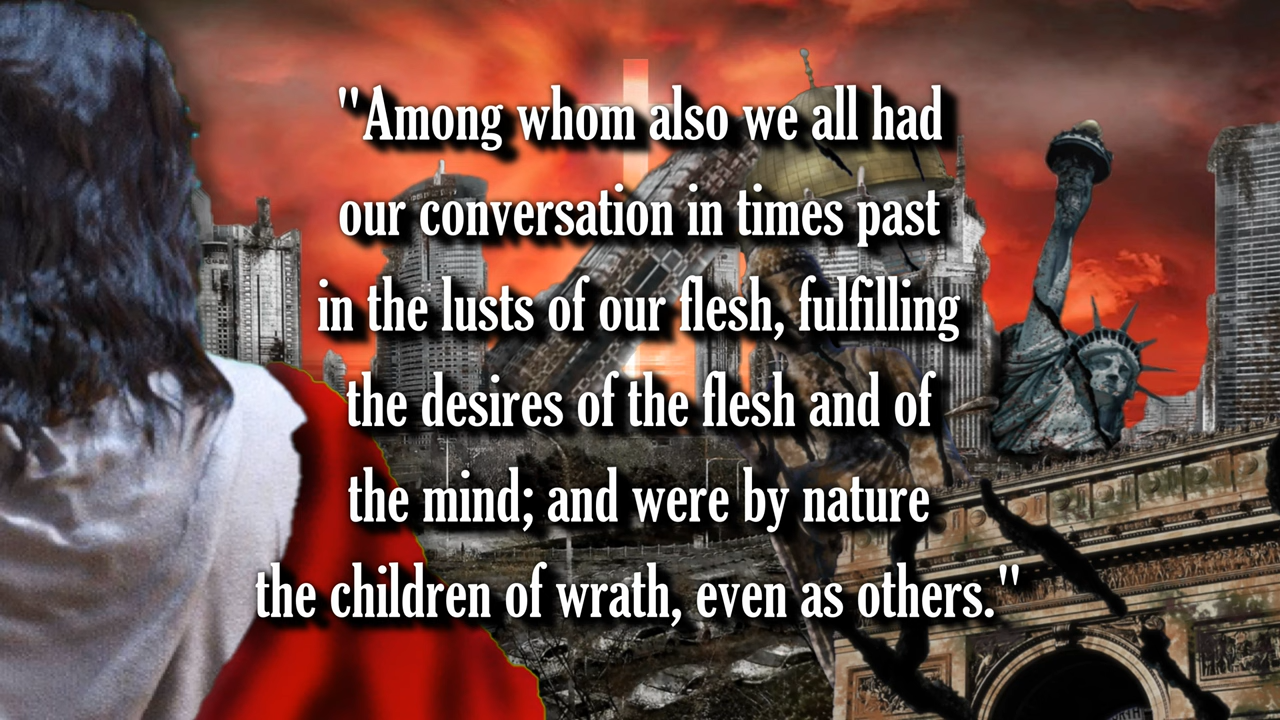 "Among whom also we all had
our conversation in times past
in the lusts of our flesh, fulfilling
the desires of the flesh and of
the mind; and were by nature
the children of wrath, even as others."